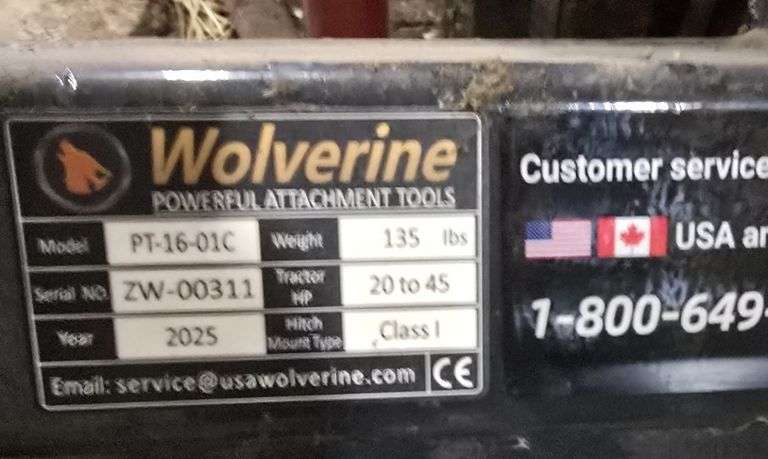 Wolverine
POWERFUL ATTACHMENT TOOLS
Model PT-16-01C Weight 135 lbs
Serial NO. ZW-00311 Tractor HP 20 to 45
Year 2025 Hitch Mount Type Class I
Email: service@usawolverine.com CE
Customer service
USA an
1-800-649-